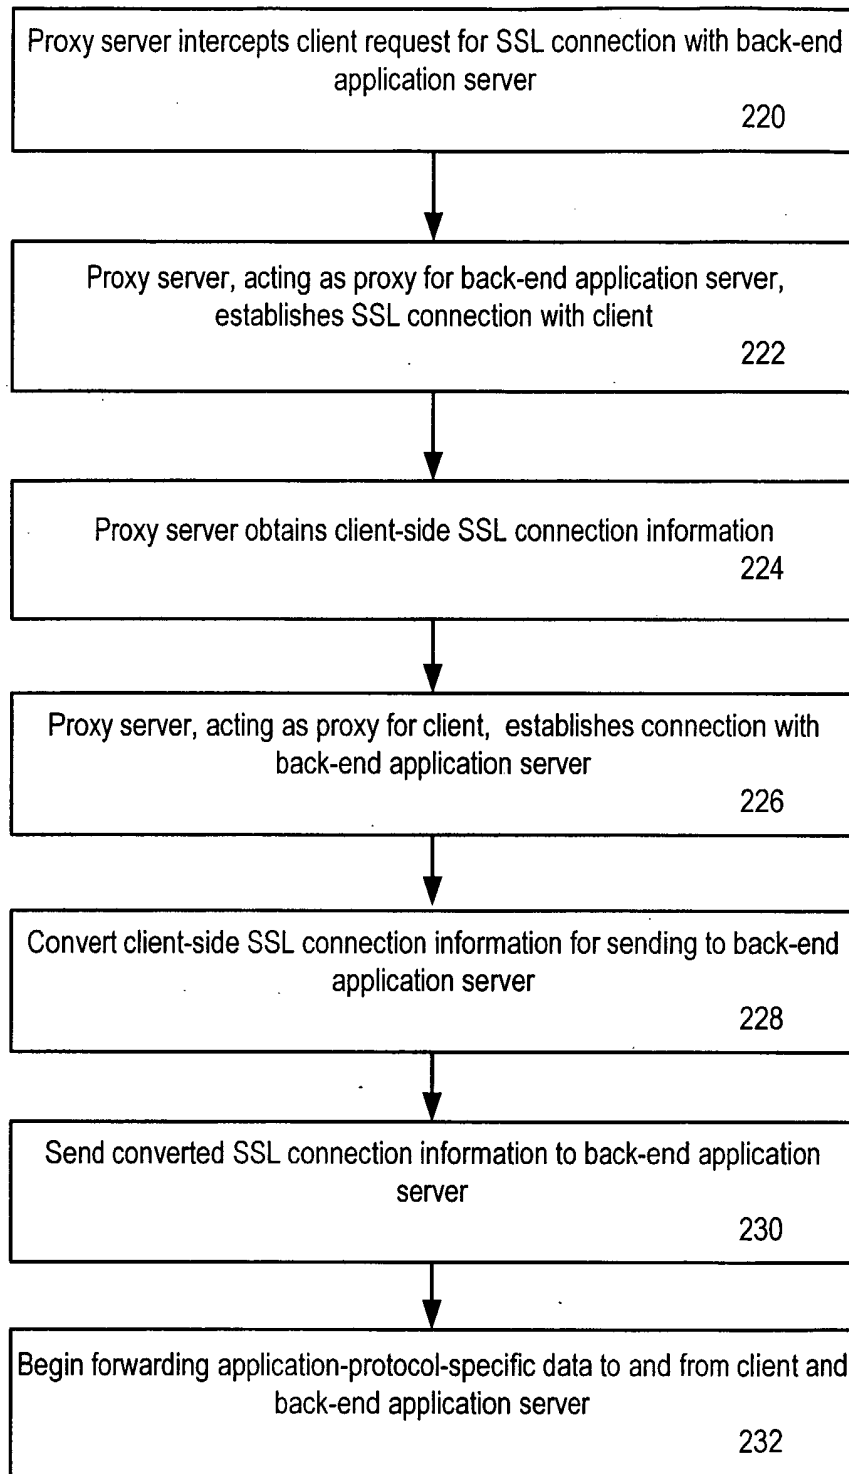 Proxy server intercepts client request for SSL connection with back-end
application server
220
Proxy server, acting as proxy for back-end application server,
establishes SSL connection with client
222
Proxy server obtains client-side SSL connection information
224
Proxy server, acting as proxy for client, establishes connection with
back-end application server
226
Convert client-side SSL connection information for sending to back-end
application server
228
Send converted SSL connection information to back-end application
server
230
Begin forwarding application-protocol-specific data to and from client and
back-end application server
232